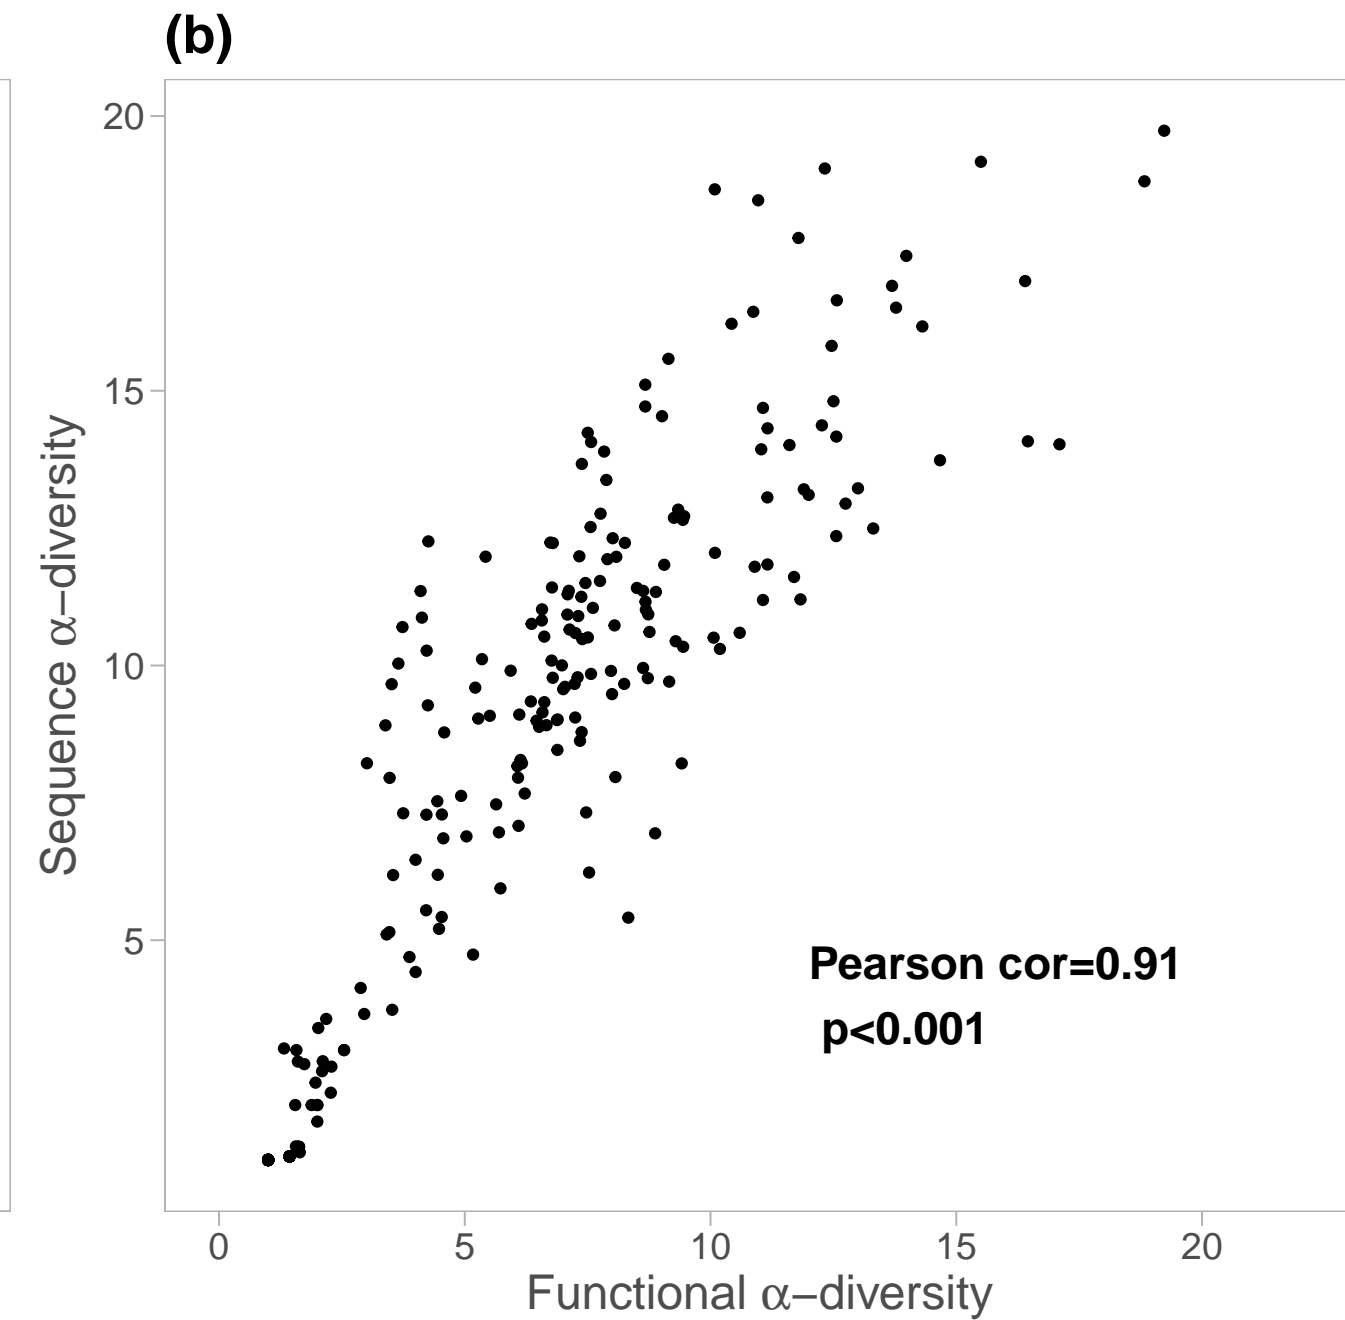 (b)
20
15
10
5
Sequence α−diversity
Pearson cor=0.91
p<0.001
0 5 10 15 20
Functional α−diversity